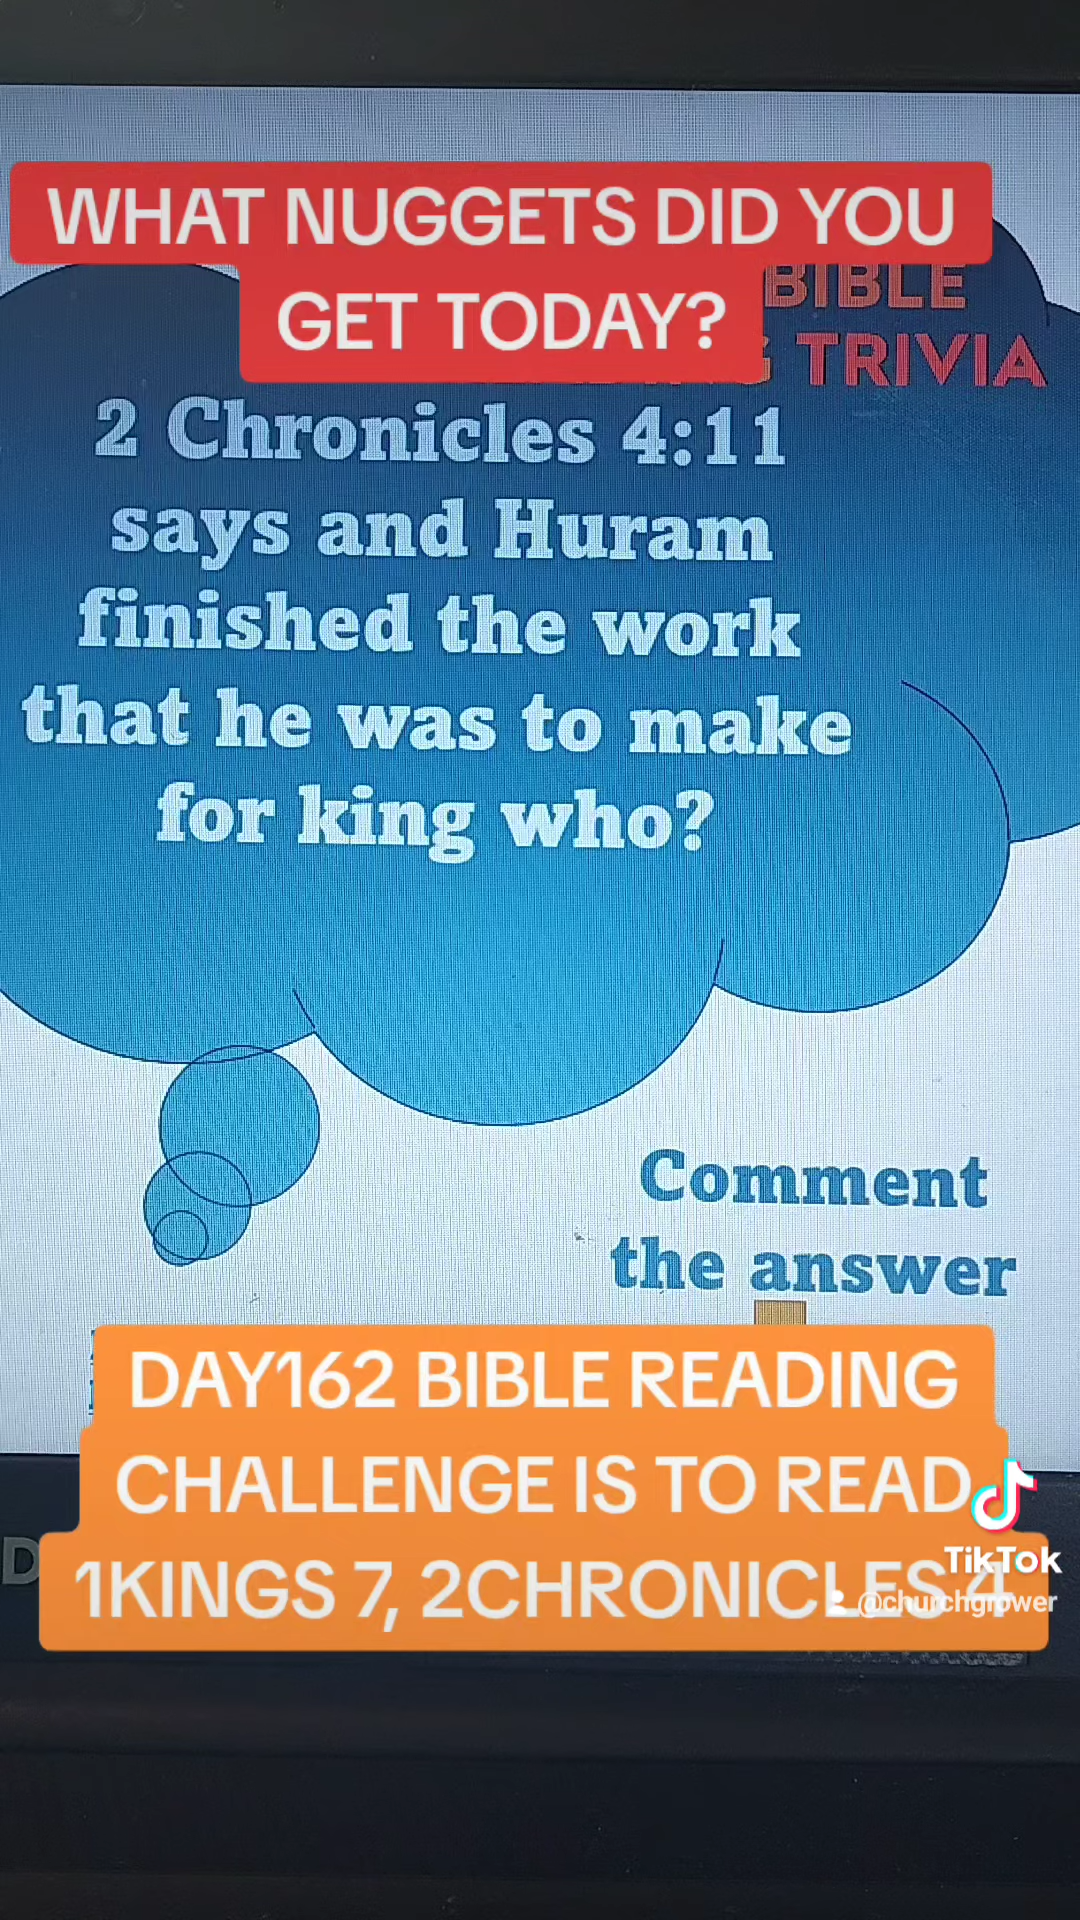 WHAT NUGGETS DID YOU
GET TODAY?
BIBLE
TRIVIA
2 Chronicles 4:11
says and Huram
finished the work
that he was to make
for king who?
Comment
the answer
DAY162 BIBLE READING
CHALLENGE IS TO READ
1KINGS 7, 2CHRONICLES 4
TikTok
@churchgrower